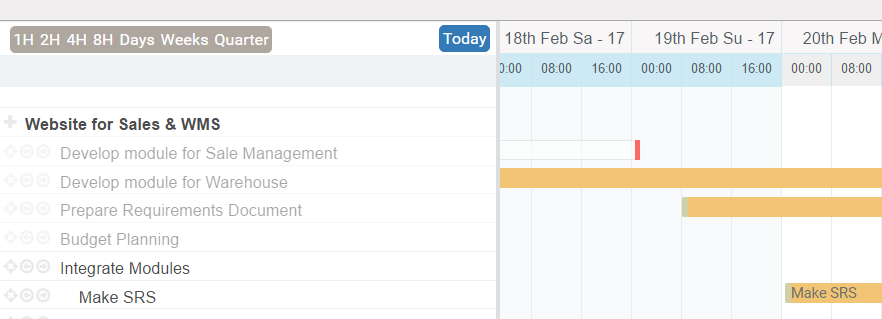 1H 2H 4H 8H Days Weeks Quarter Today 18th Feb Sa - 17 19th Feb Su - 17 20th Feb
08:00 16:00 00:00 08:00 16:00 00:00 08:00
Website for Sales & WMS
Develop module for Sale Management
Develop module for Warehouse
Prepare Requirements Document
Budget Planning
Integrate Modules
Make SRS Make SRS